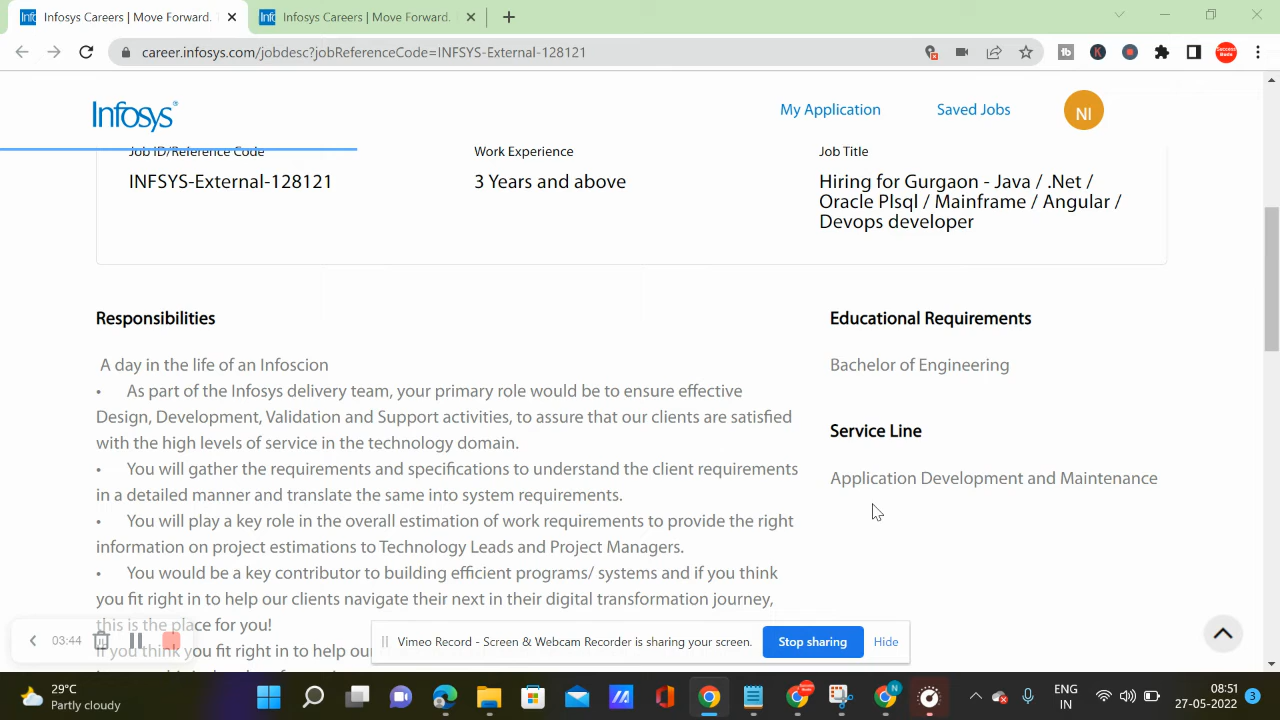 Infosys Careers | Move Forward.
Infosys Careers | Move Forward.
career.infosys.com/jobdesc?jobReferenceCode=INFSYS-External-128121
Infosys
My Application
Saved Jobs
NI
Job ID/Reference Code
Work Experience
Job Title
INFSYS-External-128121
3 Years and above
Hiring for Gurgaon - Java / .Net /
Oracle Plsql / Mainframe / Angular /
Devops developer
Responsibilities
Educational Requirements
A day in the life of an Infoscion
Bachelor of Engineering
• As part of the Infosys delivery team, your primary role would be to ensure effective
Design, Development, Validation and Support activities, to assure that our clients are satisfied
with the high levels of service in the technology domain.
Service Line
• You will gather the requirements and specifications to understand the client requirements
in a detailed manner and translate the same into system requirements.
Application Development and Maintenance
• You will play a key role in the overall estimation of work requirements to provide the right
information on project estimations to Technology Leads and Project Managers.
• You would be a key contributor to building efficient programs/ systems and if you think
you fit right in to help our clients navigate their next in their digital transformation journey,
this is the place for you!
If you think you fit right in to help our
03:44
Vimeo Record - Screen & Webcam Recorder is sharing your screen.
Stop sharing
Hide
29°C
Partly cloudy
ENG
IN
08:51
27-05-2022
3